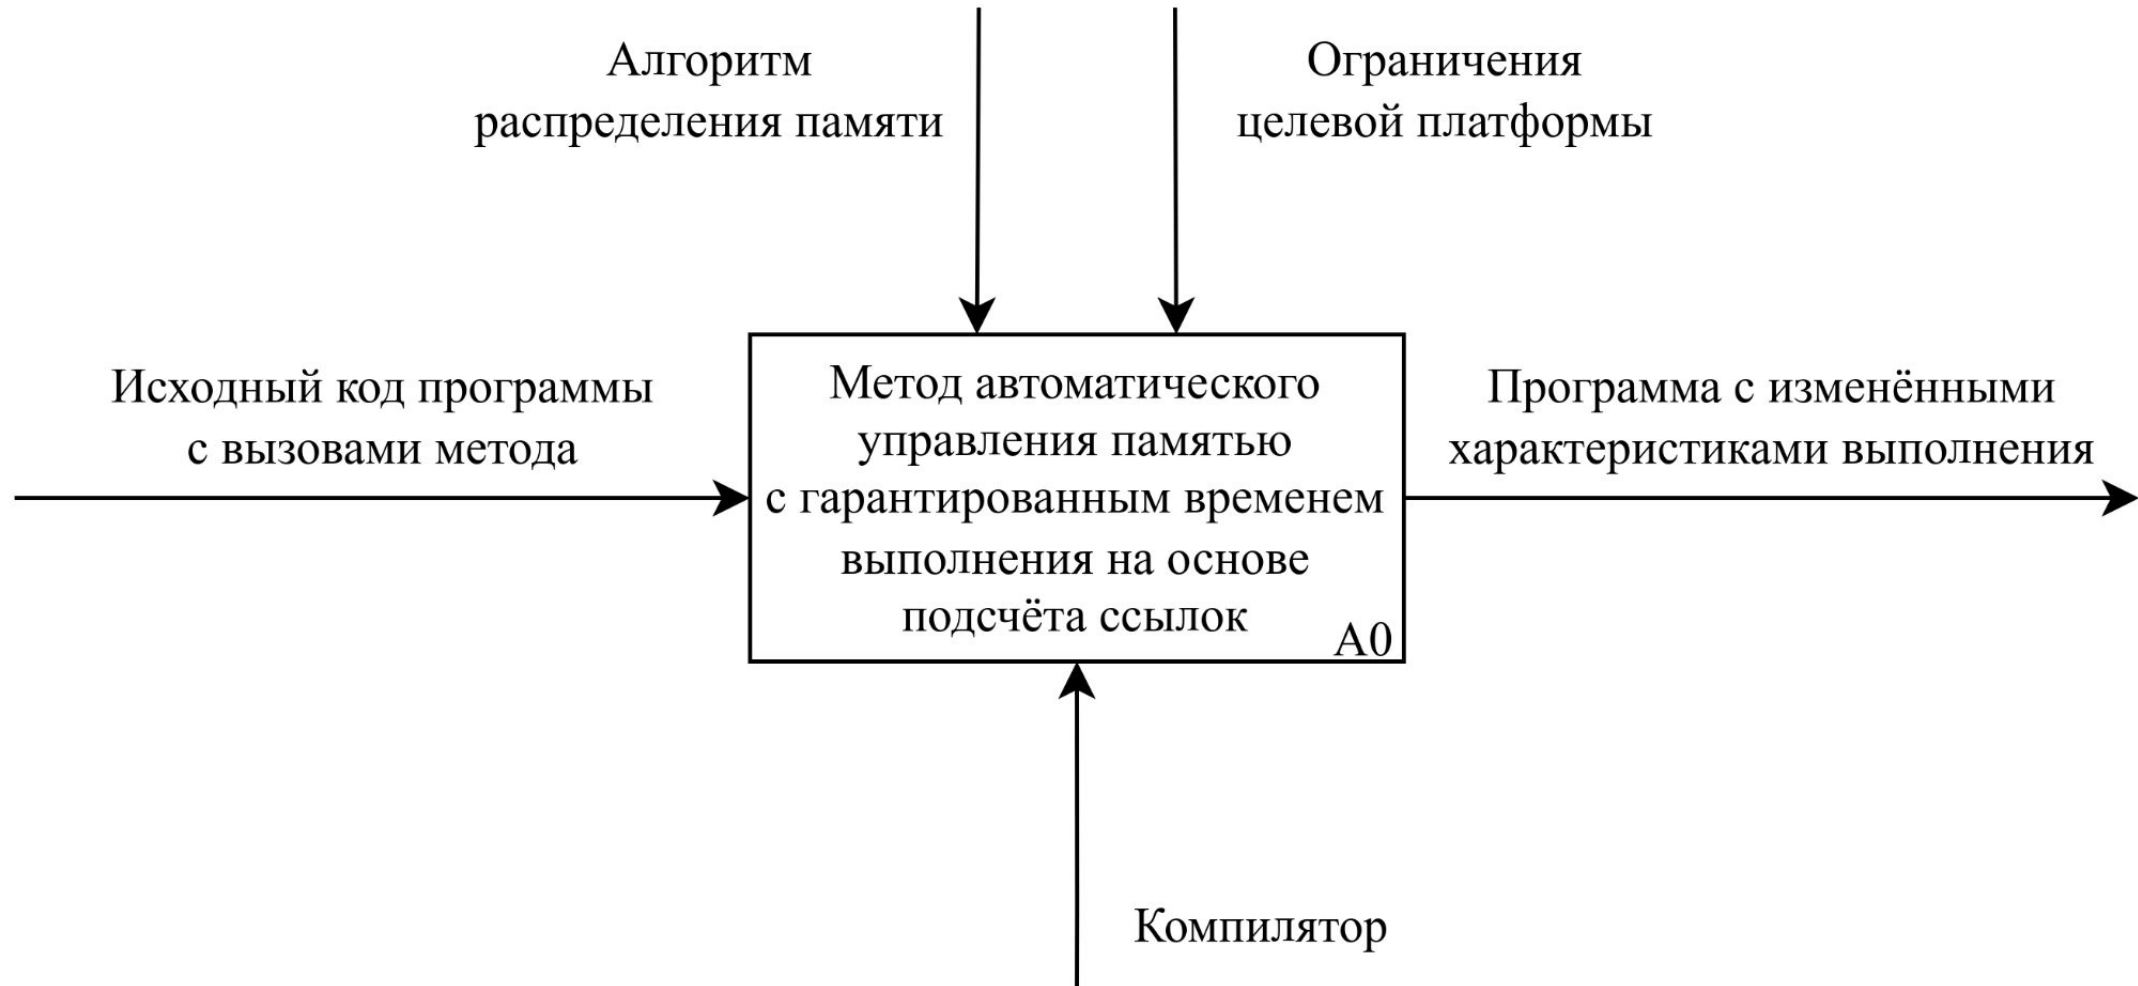 Алгоритм
распределения памяти
Ограничения
целевой платформы
Исходный код программы
с вызовами метода
Метод автоматического
управления памятью
с гарантированным временем
выполнения на основе
подсчёта ссылок
A0
Программа с изменёнными
характеристиками выполнения
Компилятор